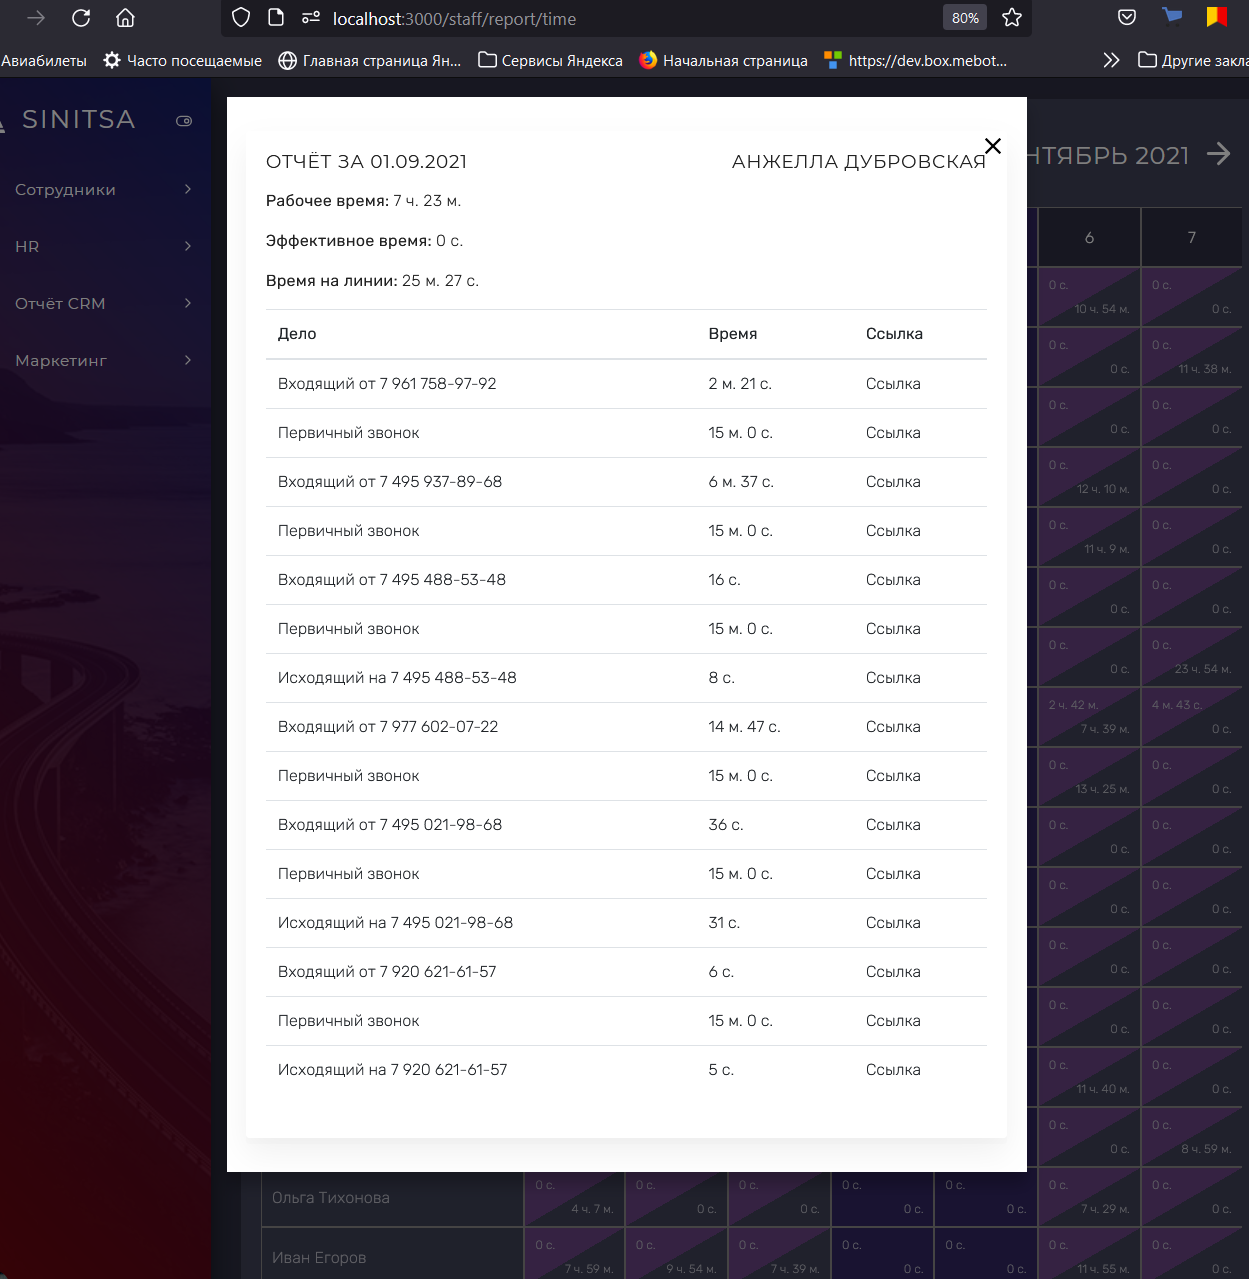 localhost:3000/staff/report/time
80%
Авиабилеты
Часто посещаемые
Главная страница Ян...
Сервисы Яндекса
Начальная страница
https://dev.box.mebot...
Другие закла
SINITSA
Сотрудники
HR
Отчёт CRM
Маркетинг
ОТЧЁТ ЗА 01.09.2021
АНЖЕЛЛА ДУБРОВСКАЯ
Рабочее время: 7 ч. 23 м.
Эффективное время: 0 с.
Время на линии: 25 м. 27 с.
Дело Время Ссылка
Входящий от 7 961 758-97-92 2 м. 21 с. Ссылка
Первичный звонок 15 м. 0 с. Ссылка
Входящий от 7 495 937-89-68 6 м. 37 с. Ссылка
Первичный звонок 15 м. 0 с. Ссылка
Входящий от 7 495 488-53-48 16 с. Ссылка
Первичный звонок 15 м. 0 с. Ссылка
Исходящий на 7 495 488-53-48 8 с. Ссылка
Входящий от 7 977 602-07-22 14 м. 47 с. Ссылка
Первичный звонок 15 м. 0 с. Ссылка
Входящий от 7 495 021-98-68 36 с. Ссылка
Первичный звонок 15 м. 0 с. Ссылка
Исходящий на 7 495 021-98-68 31 с. Ссылка
Входящий от 7 920 621-61-57 6 с. Ссылка
Первичный звонок 15 м. 0 с. Ссылка
Исходящий на 7 920 621-61-57 5 с. Ссылка
НТЯБРЬ 2021
6 7
0 с. 0 с.
10 ч. 54 м. 0 с.
0 с. 0 с.
0 с. 11 ч. 38 м.
0 с. 0 с.
0 с. 0 с.
0 с. 0 с.
12 ч. 10 м. 0 с.
0 с. 0 с.
11 ч. 9 м. 0 с.
0 с. 0 с.
0 с. 0 с.
0 с. 0 с.
0 с. 23 ч. 54 м.
2 ч. 42 м. 4 м. 43 с.
7 ч. 39 м. 0 с.
0 с. 0 с.
13 ч. 25 м. 0 с.
0 с. 0 с.
0 с. 0 с.
0 с. 0 с.
0 с. 0 с.
0 с. 0 с.
0 с. 0 с.
0 с. 0 с.
0 с. 0 с.
0 с. 0 с.
11 ч. 40 м. 0 с.
0 с. 0 с.
0 с. 8 ч. 59 м.
Ольга Тихонова
0 с. 0 с. 0 с. 0 с. 0 с. 0 с. 0 с.
4 ч. 7 м. 0 с. 0 с. 0 с. 0 с. 7 ч. 29 м. 0 с.
Иван Егоров
0 с. 0 с. 0 с. 0 с. 0 с. 0 с. 0 с.
7 ч. 59 м. 9 ч. 54 м. 7 ч. 39 м. 0 с. 0 с. 11 ч. 55 м. 0 с.